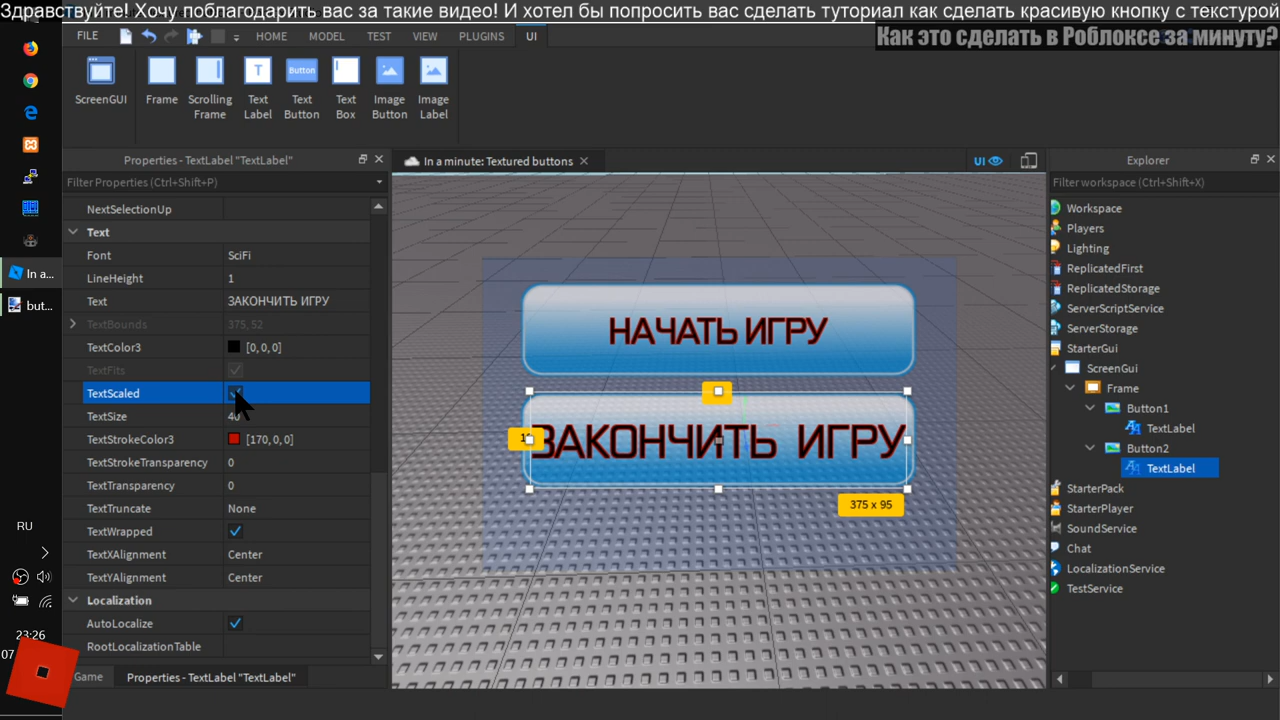 Здравствуйте! Хочу поблагодарить вас за такие видео! И хотел бы попросить вас сделать туториал как сделать красивую кнопку с текстурой
Как это сделать в Роблоксе за минуту?
FILE HOME MODEL TEST VIEW PLUGINS UI
ScreenGUI Frame Scrolling Frame Text Label Button Text Button Text Box Image Button Image Label
Properties - TextLabel "TextLabel"
Filter Properties (Ctrl+Shift+P)
NextSelectionUp
Text
Font SciFi
LineHeight 1
Text ЗАКОНЧИТЬ ИГРУ
TextBounds 375, 52
TextColor3 [0, 0, 0]
TextFits
TextScaled
TextSize 40
TextStrokeColor3 [170, 0, 0]
TextStrokeTransparency 0
TextTransparency 0
TextTruncate None
TextWrapped
TextXAlignment Center
TextYAlignment Center
Localization
AutoLocalize
RootLocalizationTable
Game Properties - TextLabel "TextLabel"
In a minute: Textured buttons
UI
НАЧАТЬ ИГРУ
ЗАКОНЧИТЬ ИГРУ
375 x 95
Explorer
Filter workspace (Ctrl+Shift+X)
Workspace
Players
Lighting
ReplicatedFirst
ReplicatedStorage
ServerScriptService
ServerStorage
StarterGui
ScreenGui
Frame
Button1
TextLabel
Button2
TextLabel
StarterPack
StarterPlayer
SoundService
Chat
LocalizationService
TestService
In a...
but...
RU
23:26